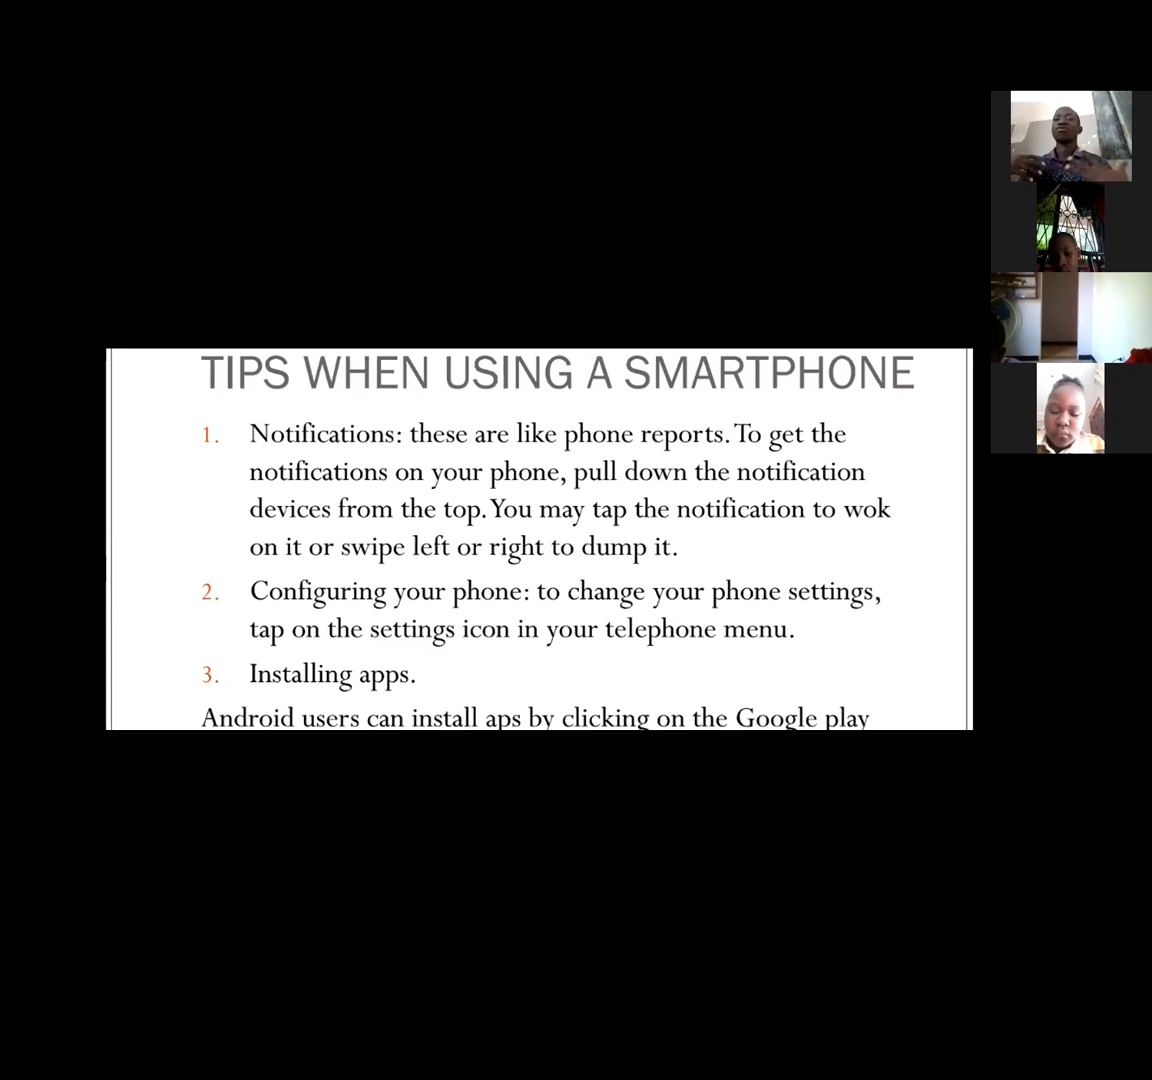 TIPS WHEN USING A SMARTPHONE
1. Notifications: these are like phone reports. To get the
notifications on your phone, pull down the notification
devices from the top. You may tap the notification to wok
on it or swipe left or right to dump it.
2. Configuring your phone: to change your phone settings,
tap on the settings icon in your telephone menu.
3. Installing apps.
Android users can install aps by clicking on the Google play